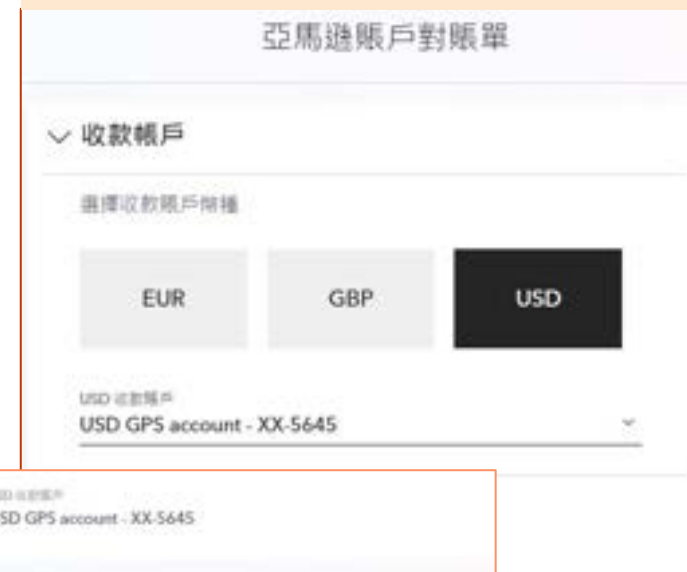 亞馬遜賬戶對賬單
收款帳戶
選擇收款賬戶幣種
EUR
GBP
USD
USD 收款賬戶
USD GPS account - XX-5645
SD GPS account - XX-5645